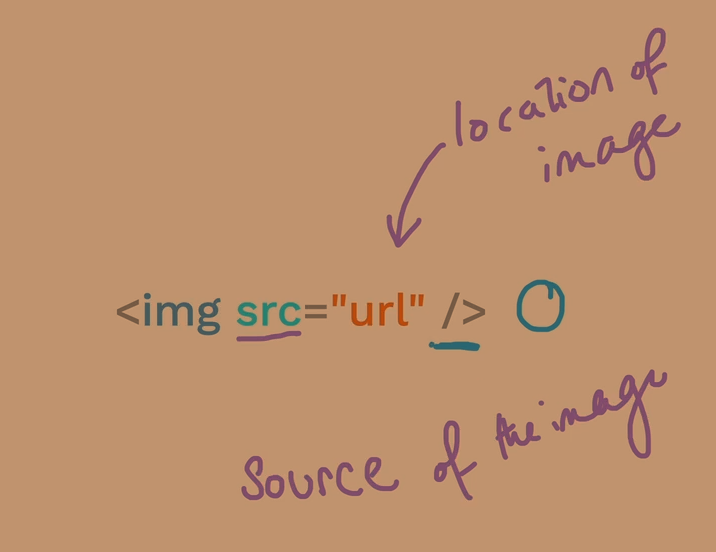 location of
image
<img src="url" />
Source of the image